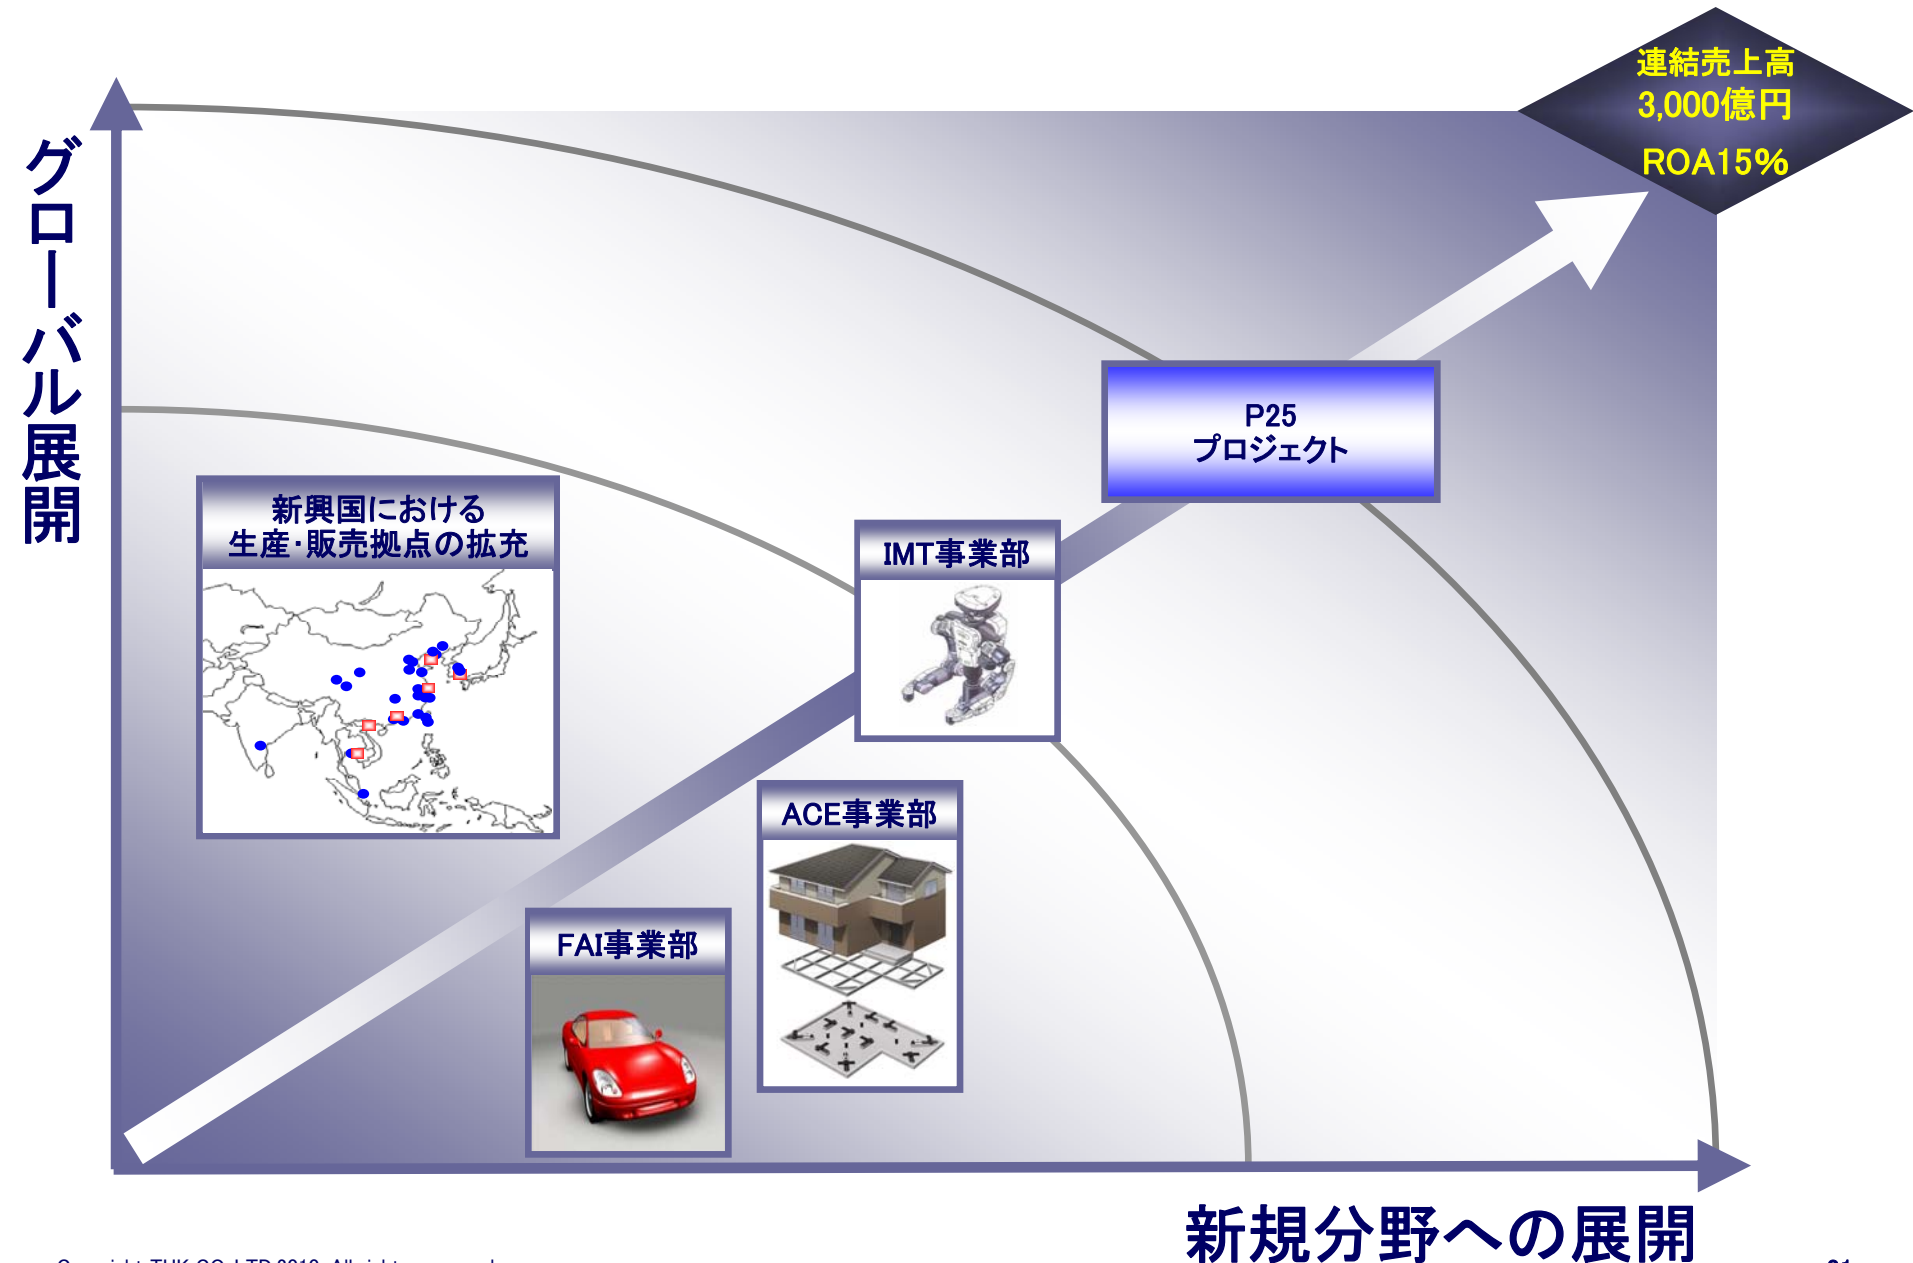 連結売上高
3,000億円
ROA15%
グローバル展開
P25
プロジェクト
新興国における
生産・販売拠点の拡充
IMT事業部
ACE事業部
FAI事業部
新規分野への展開